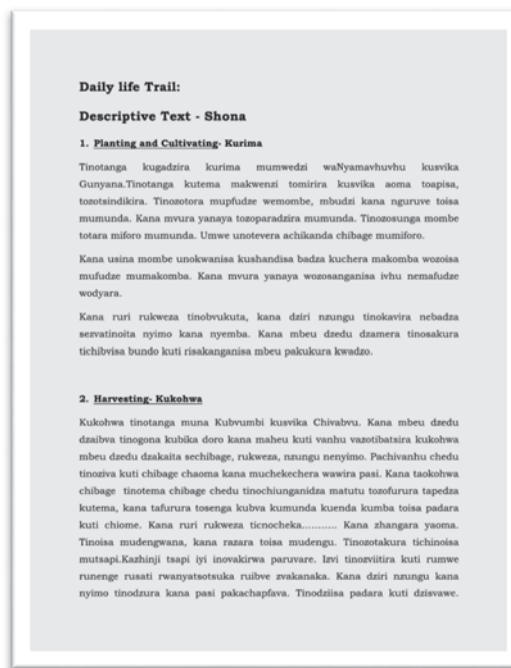 Daily life Trail:
Descriptive Text - Shona
1. Planting and Cultivating- Kurima
Tinotanga kugadzira kurima mumwedzi waNyamavhuvhu kusvika
Gunyana.Tinotanga kutema makwenzi tomirira kusvika aoma toapisa,
tozotsindikira. Tinozotora mupfudze wemombe, mbudzi kana nguruve toisa
mumunda. Kana mvura yanaya tozoparadzira mumunda. Tinozosunga mombe
totara miforo mumunda. Umwe unotevera achikanda chibage mumiforo.
Kana usina mombe unokwanisa kushandisa badza kuchera makomba wozoisa
mufudze mumakomba. Kana mvura yanaya wozosanganisa ivhu nemafudze
wodyara.
Kana ruri rukweza tinobvukuta, kana dziri nzungu tinokavira nebadza
sezvatinoita nyimo kana nyemba. Kana mbeu dzedu dzamera tinosakura
tichibvisa bundo kuti risakanganisa mbeu pakukura kwadzo.
2. Harvesting- Kukohwa
Kukohwa tinotanga muna Kubvumbi kusvika Chivabvu. Kana mbeu dzedu
dzaibva tinogona kubika doro kana maheu kuti vanhu vazotibatsira kukohwa
mbeu dzedu dzakaita sechibage, rukweza, nzungu nenyimo. Pachivanhu chedu
tinoziva kuti chibage chaoma kana muchekechera wawira pasi. Kana taokohwa
chibage tinotema chibage chedu tinochiunganidza matutu tozofurura tapedza
kutema, kana tafurura tosenga kubva kumunda kuenda kumba toisa padara
kuti chiome. Kana ruri rukweza ticnocheka........... Kana zhangara yaoma.
Tinoisa mudengwana, kana razara toisa mudengu. Tinozotakura tichinoisa
mutsapi.Kazhinji tsapi iyi inovakirwa paruvare. Izvi tinozviitira kuti rumwe
runenge rusati rwanyatsotsuka ruibve zvakanaka. Kana dziri nzungu kana
nyimo tinodzura kana pasi pakachapfava. Tinodziisa padara kuti dzisvawe.